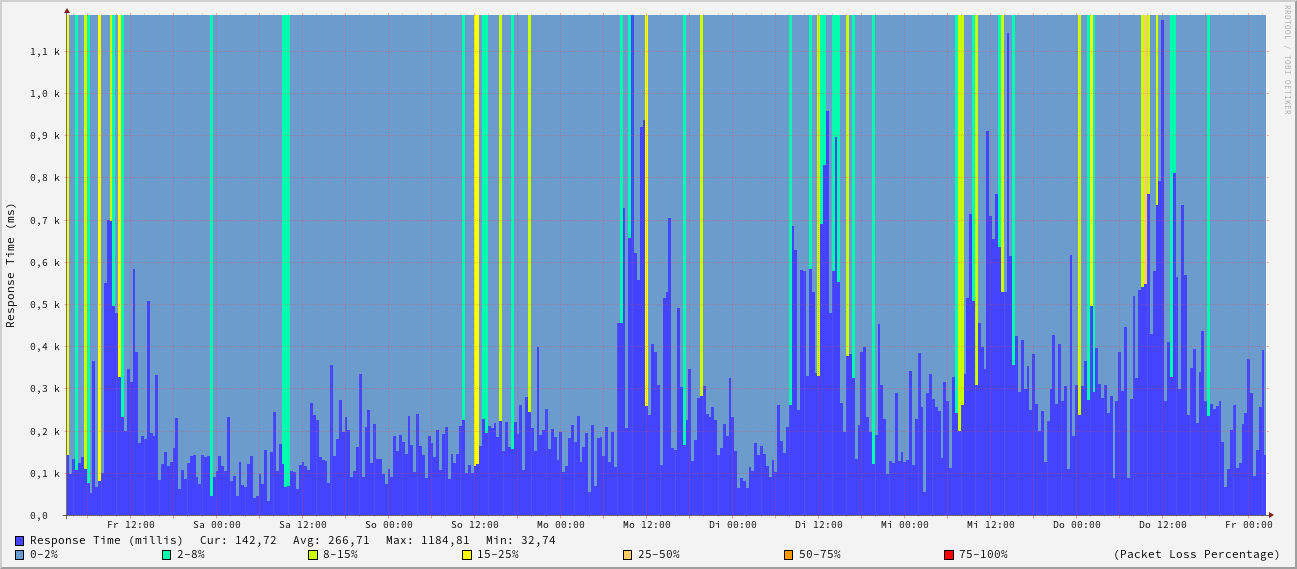 RRDTOOL / TOBI OETIKER
Response Time (ms)
1,1 k
1,0 k
0,9 k
0,8 k
0,7 k
0,6 k
0,5 k
0,4 k
0,3 k
0,2 k
0,1 k
0,0
Fr 12:00 Sa 00:00 Sa 12:00 So 00:00 So 12:00 Mo 00:00 Mo 12:00 Di 00:00 Di 12:00 Mi 00:00 Mi 12:00 Do 00:00 Do 12:00 Fr 00:00
Response Time (millis) Cur: 142,72 Avg: 266,71 Max: 1184,81 Min: 32,74
0-2% 2-8% 8-15% 15-25% 25-50% 50-75% 75-100% (Packet Loss Percentage)